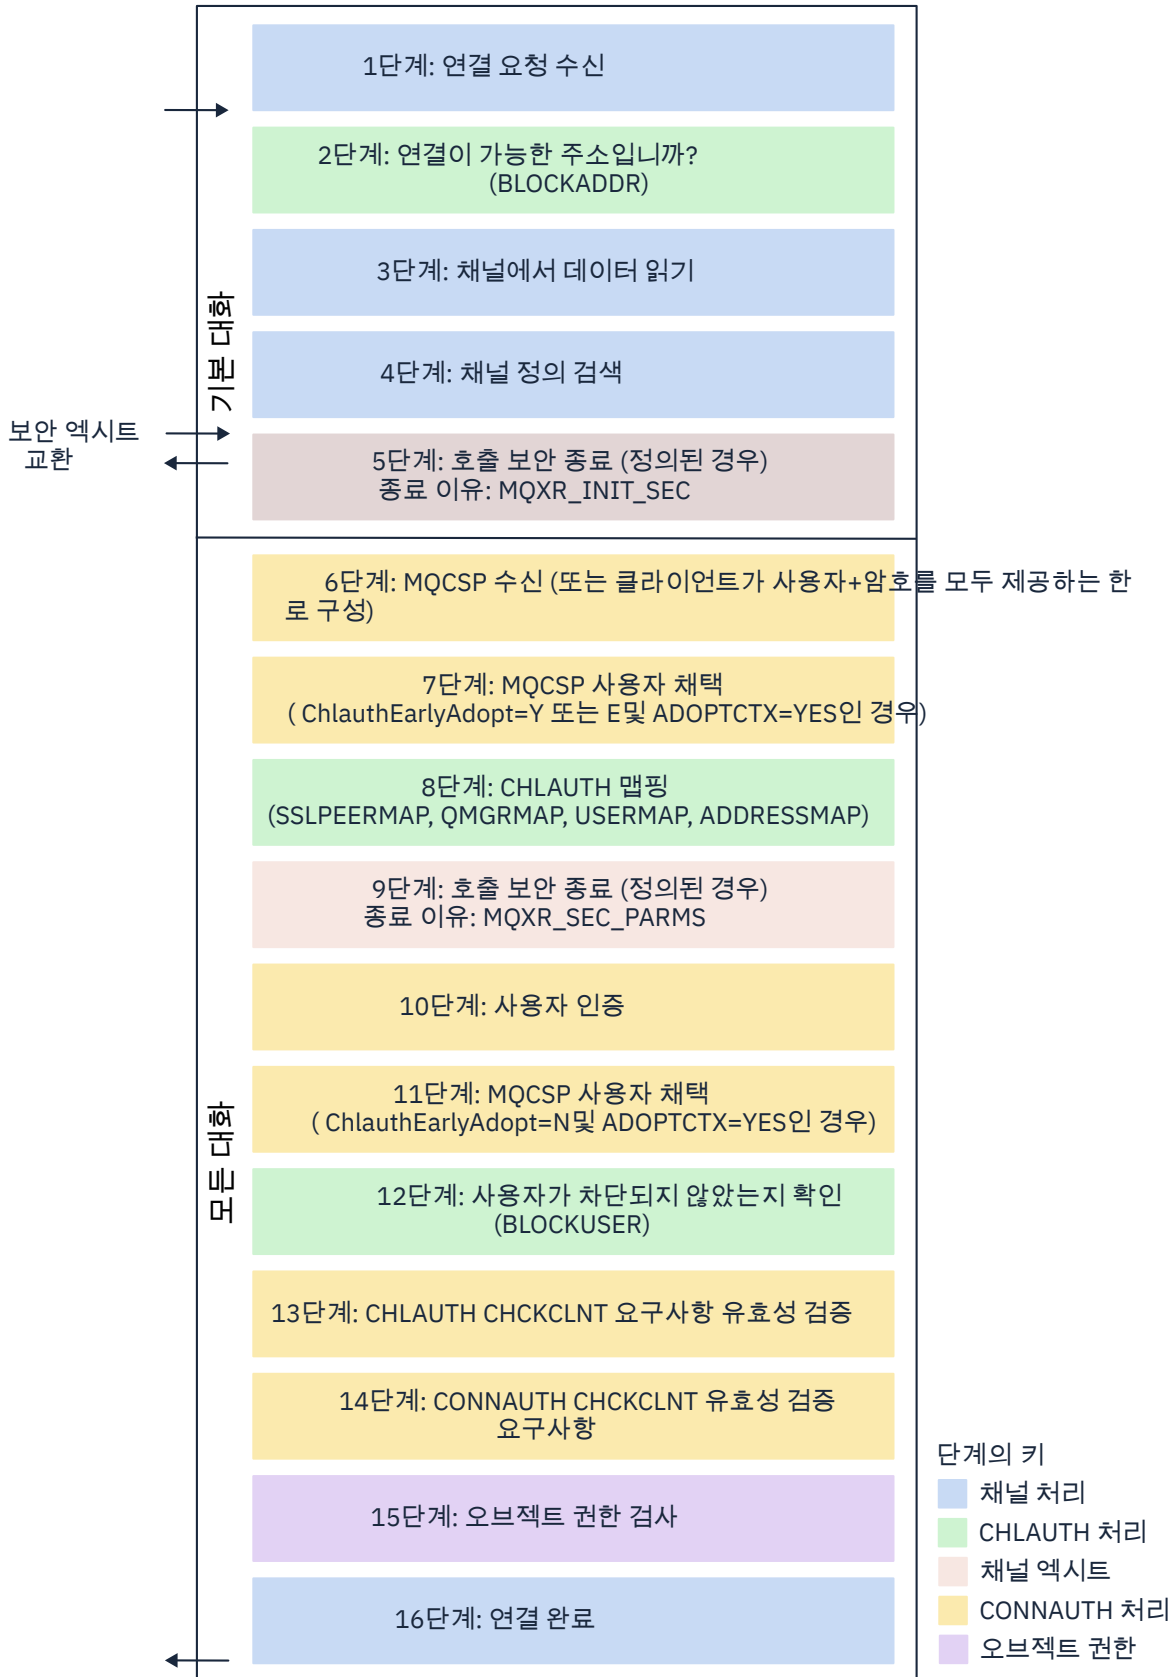 1단계: 연결 요청 수신
2단계: 연결이 가능한 주소입니까?
(BLOCKADDR)
3단계: 채널에서 데이터 읽기
4단계: 채널 정의 검색
기본 대화
보안 엑시트
교환
5단계: 호출 보안 종료 (정의된 경우)
종료 이유: MQXR_INIT_SEC
6단계: MQCSP 수신 (또는 클라이언트가 사용자+암호를 모두 제공하는 한
로 구성)
7단계: MQCSP 사용자 채택
( ChlauthEarlyAdopt=Y 또는 E및 ADOPTCTX=YES인 경우)
8단계: CHLAUTH 맵핑
(SSLPEERMAP, QMGRMAP, USERMAP, ADDRESSMAP)
9단계: 호출 보안 종료 (정의된 경우)
종료 이유: MQXR_SEC_PARMS
10단계: 사용자 인증
11단계: MQCSP 사용자 채택
( ChlauthEarlyAdopt=N및 ADOPTCTX=YES인 경우)
모든 대화
12단계: 사용자가 차단되지 않았는지 확인
(BLOCKUSER)
13단계: CHLAUTH CHCKCLNT 요구사항 유효성 검증
14단계: CONNAUTH CHCKCLNT 유효성 검증
요구사항
15단계: 오브젝트 권한 검사
16단계: 연결 완료
단계의 키
채널 처리
CHLAUTH 처리
채널 엑시트
CONNAUTH 처리
오브젝트 권한